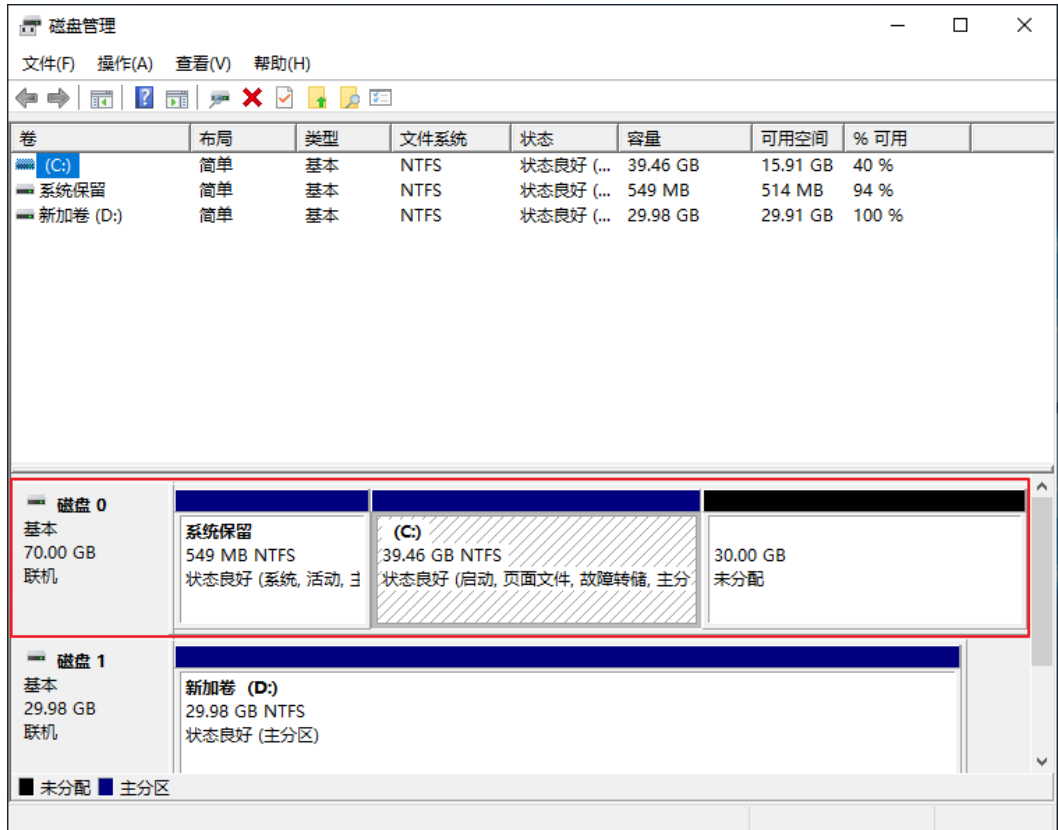 磁盘管理
文件(F) 操作(A) 查看(V) 帮助(H)
卷 布局 类型 文件系统 状态 容量 可用空间 % 可用
(C:) 简单 基本 NTFS 状态良好 (... 39.46 GB 15.91 GB 40 %
系统保留 简单 基本 NTFS 状态良好 (... 549 MB 514 MB 94 %
新加卷 (D:) 简单 基本 NTFS 状态良好 (... 29.98 GB 29.91 GB 100 %
磁盘 0
基本
70.00 GB
联机
系统保留
549 MB NTFS
状态良好 (系统, 活动, 主
(C:)
39.46 GB NTFS
状态良好 (启动, 页面文件, 故障转储, 主分
30.00 GB
未分配
磁盘 1
基本
29.98 GB
联机
新加卷 (D:)
29.98 GB NTFS
状态良好 (主分区)
未分配 主分区